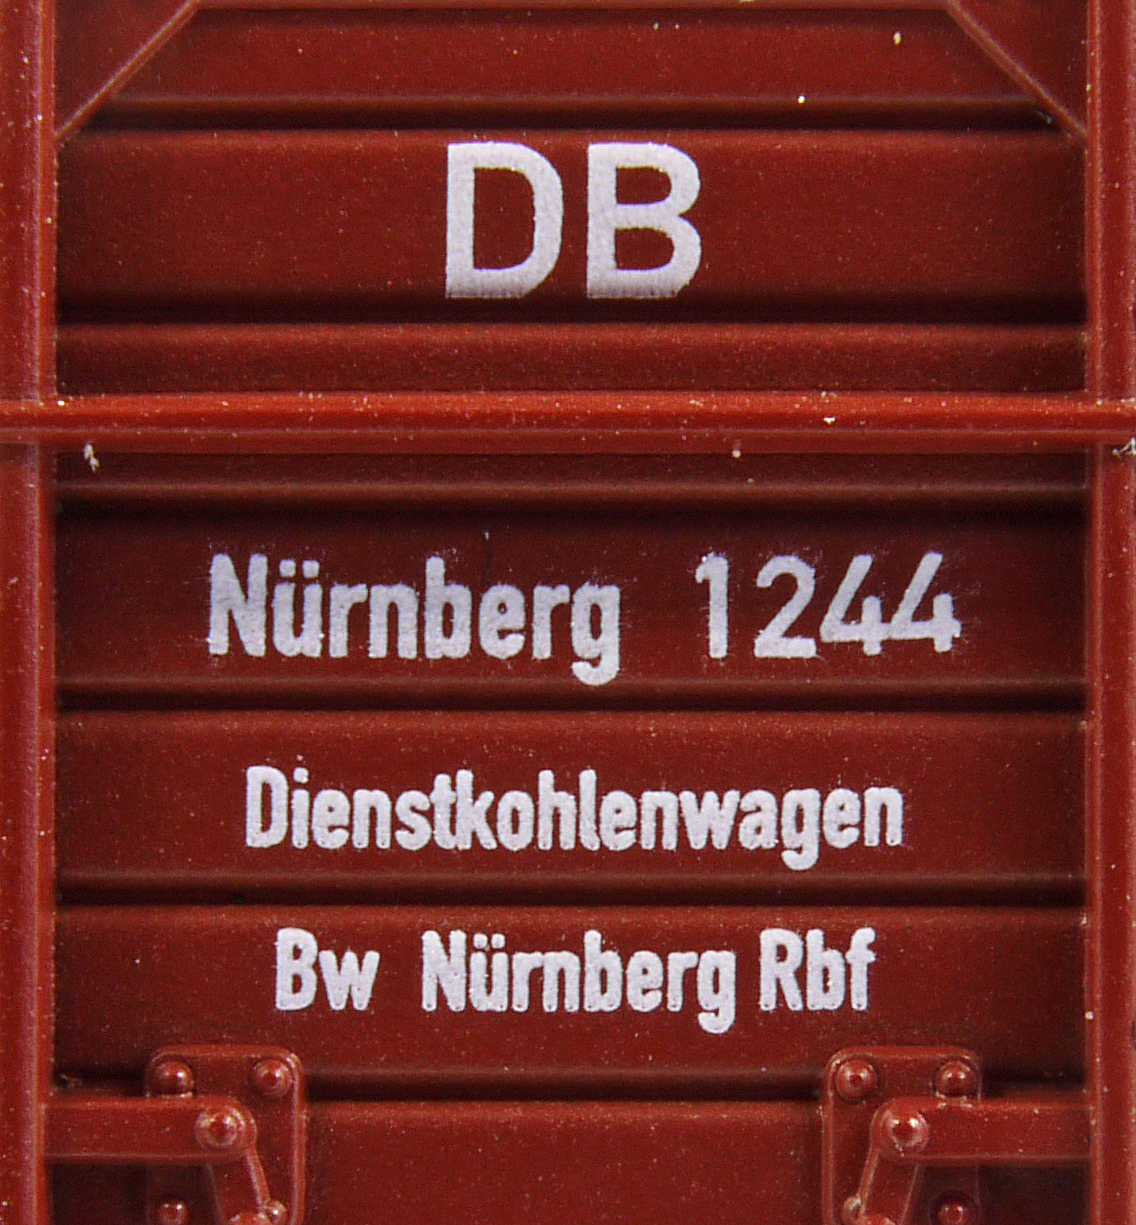 DB
Nürnberg 1244
Dienstkohlenwagen
Bw Nürnberg Rbf